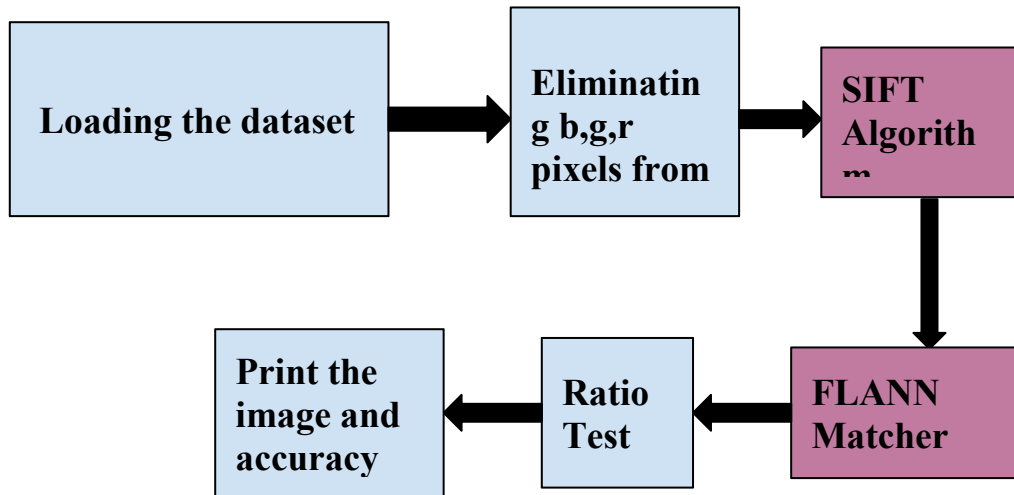 Loading the dataset
Eliminatin
g b,g,r
pixels from
SIFT
Algorith
m
FLANN
Matcher
Ratio
Test
Print the
image and
accuracy